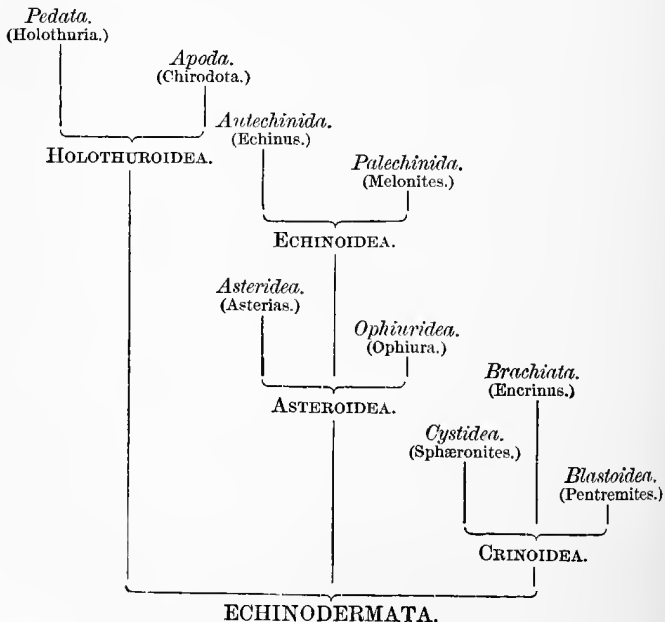 Pedata.
(Holothuria.)
Apoda.
(Chirodota.)
Autechinida.
(Echinus.)
HOLOTHUROIDEA.
Palechinida.
(Melonites.)
ECHINOIDEA.
Asteridea.
(Asterias.)
Ophiuridea.
(Ophiura.)
Brachiata.
(Encrinus.)
ASTEROIDEA.
Cystidea.
(Sphæronites.)
Blastoidea.
(Pentremites.)
CRINOIDEA.
ECHINODERMATA.